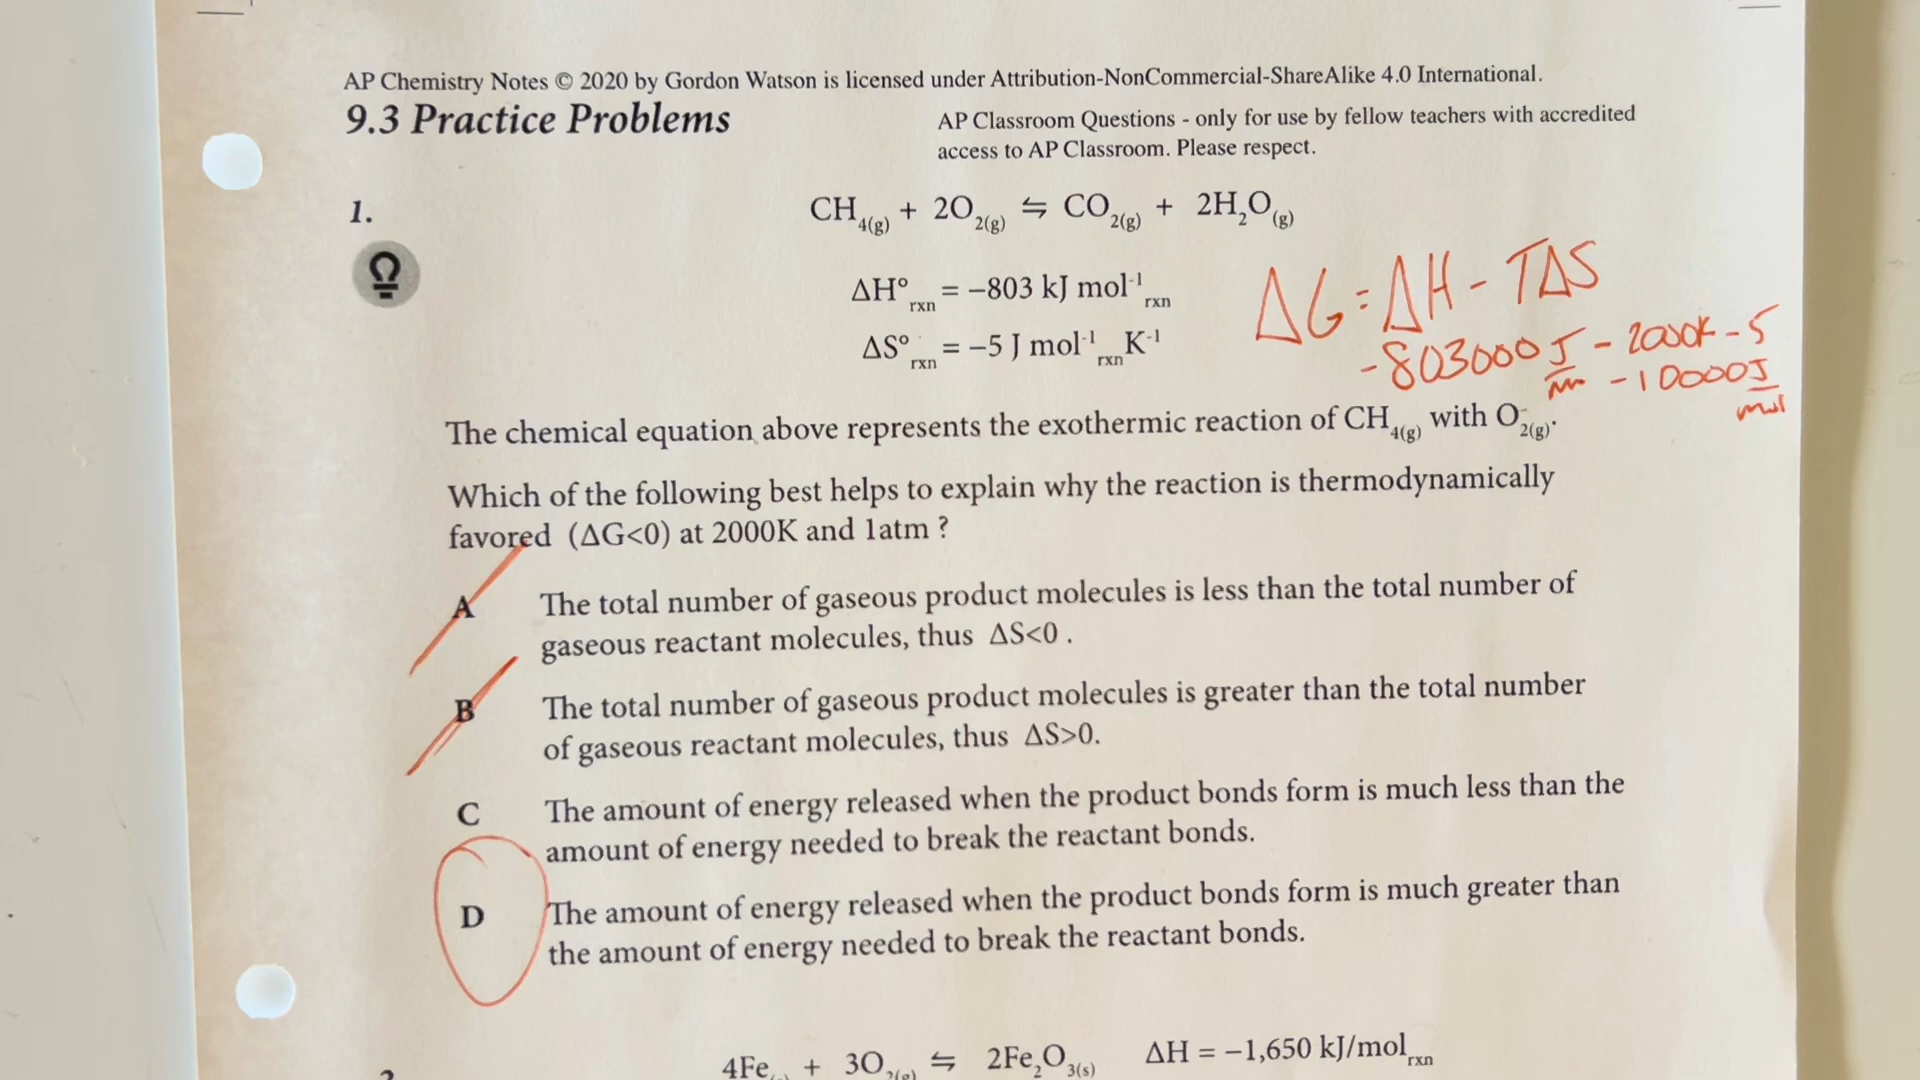 AP Chemistry Notes © 2020 by Gordon Watson is licensed under Attribution-NonCommercial-ShareAlike 4.0 International.
9.3 Practice Problems
AP Classroom Questions - only for use by fellow teachers with accredited
access to AP Classroom. Please respect.
1.
CH₄(g) + 2O₂(g) ⇋ CO₂(g) + 2H₂O(g)
ΔH°rxn = −803 kJ mol⁻¹rxn
ΔS°rxn = −5 J mol⁻¹rxn K⁻¹
ΔG = ΔH - TΔS
-803000 J - 2000K - 5
-10000 J
mol
The chemical equation above represents the exothermic reaction of CH₄(g) with O₂(g).
Which of the following best helps to explain why the reaction is thermodynamically
favored (ΔG<0) at 2000K and 1atm ?
A The total number of gaseous product molecules is less than the total number of
gaseous reactant molecules, thus ΔS<0 .
B The total number of gaseous product molecules is greater than the total number
of gaseous reactant molecules, thus ΔS>0.
C The amount of energy released when the product bonds form is much less than the
amount of energy needed to break the reactant bonds.
D The amount of energy released when the product bonds form is much greater than
the amount of energy needed to break the reactant bonds.
4Fe + 3O₂(g) ⇋ 2Fe₂O₃(s) ΔH = −1,650 kJ/molrxn